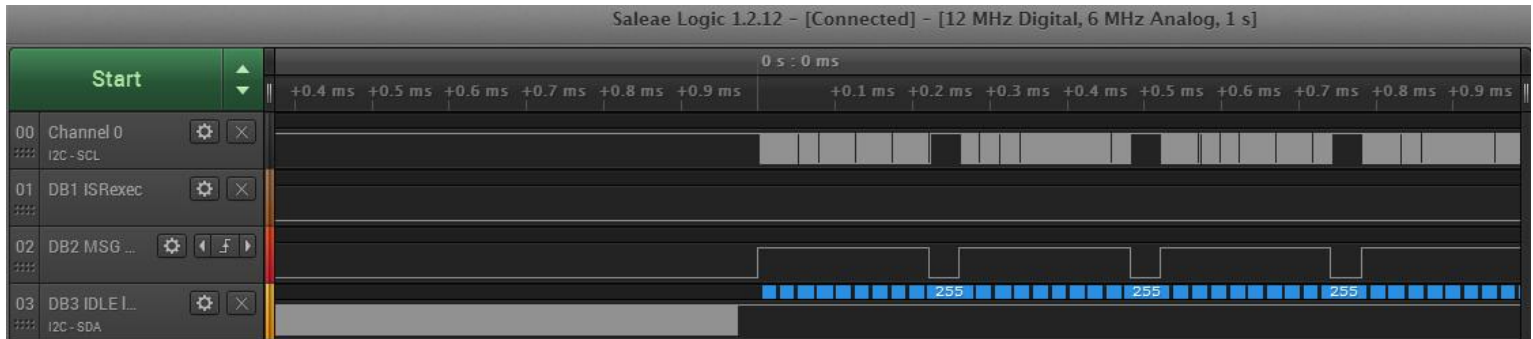 Saleae Logic 1.2.12 - [Connected] - [12 MHz Digital, 6 MHz Analog, 1 s]
Start
0 s : 0 ms
+0.4 ms +0.5 ms +0.6 ms +0.7 ms +0.8 ms +0.9 ms +0.1 ms +0.2 ms +0.3 ms +0.4 ms +0.5 ms +0.6 ms +0.7 ms +0.8 ms +0.9 ms
00 Channel 0
I2C - SCL
01 DB1 ISRexec
02 DB2 MSG ...
255 255 255
03 DB3 IDLE l...
I2C - SDA